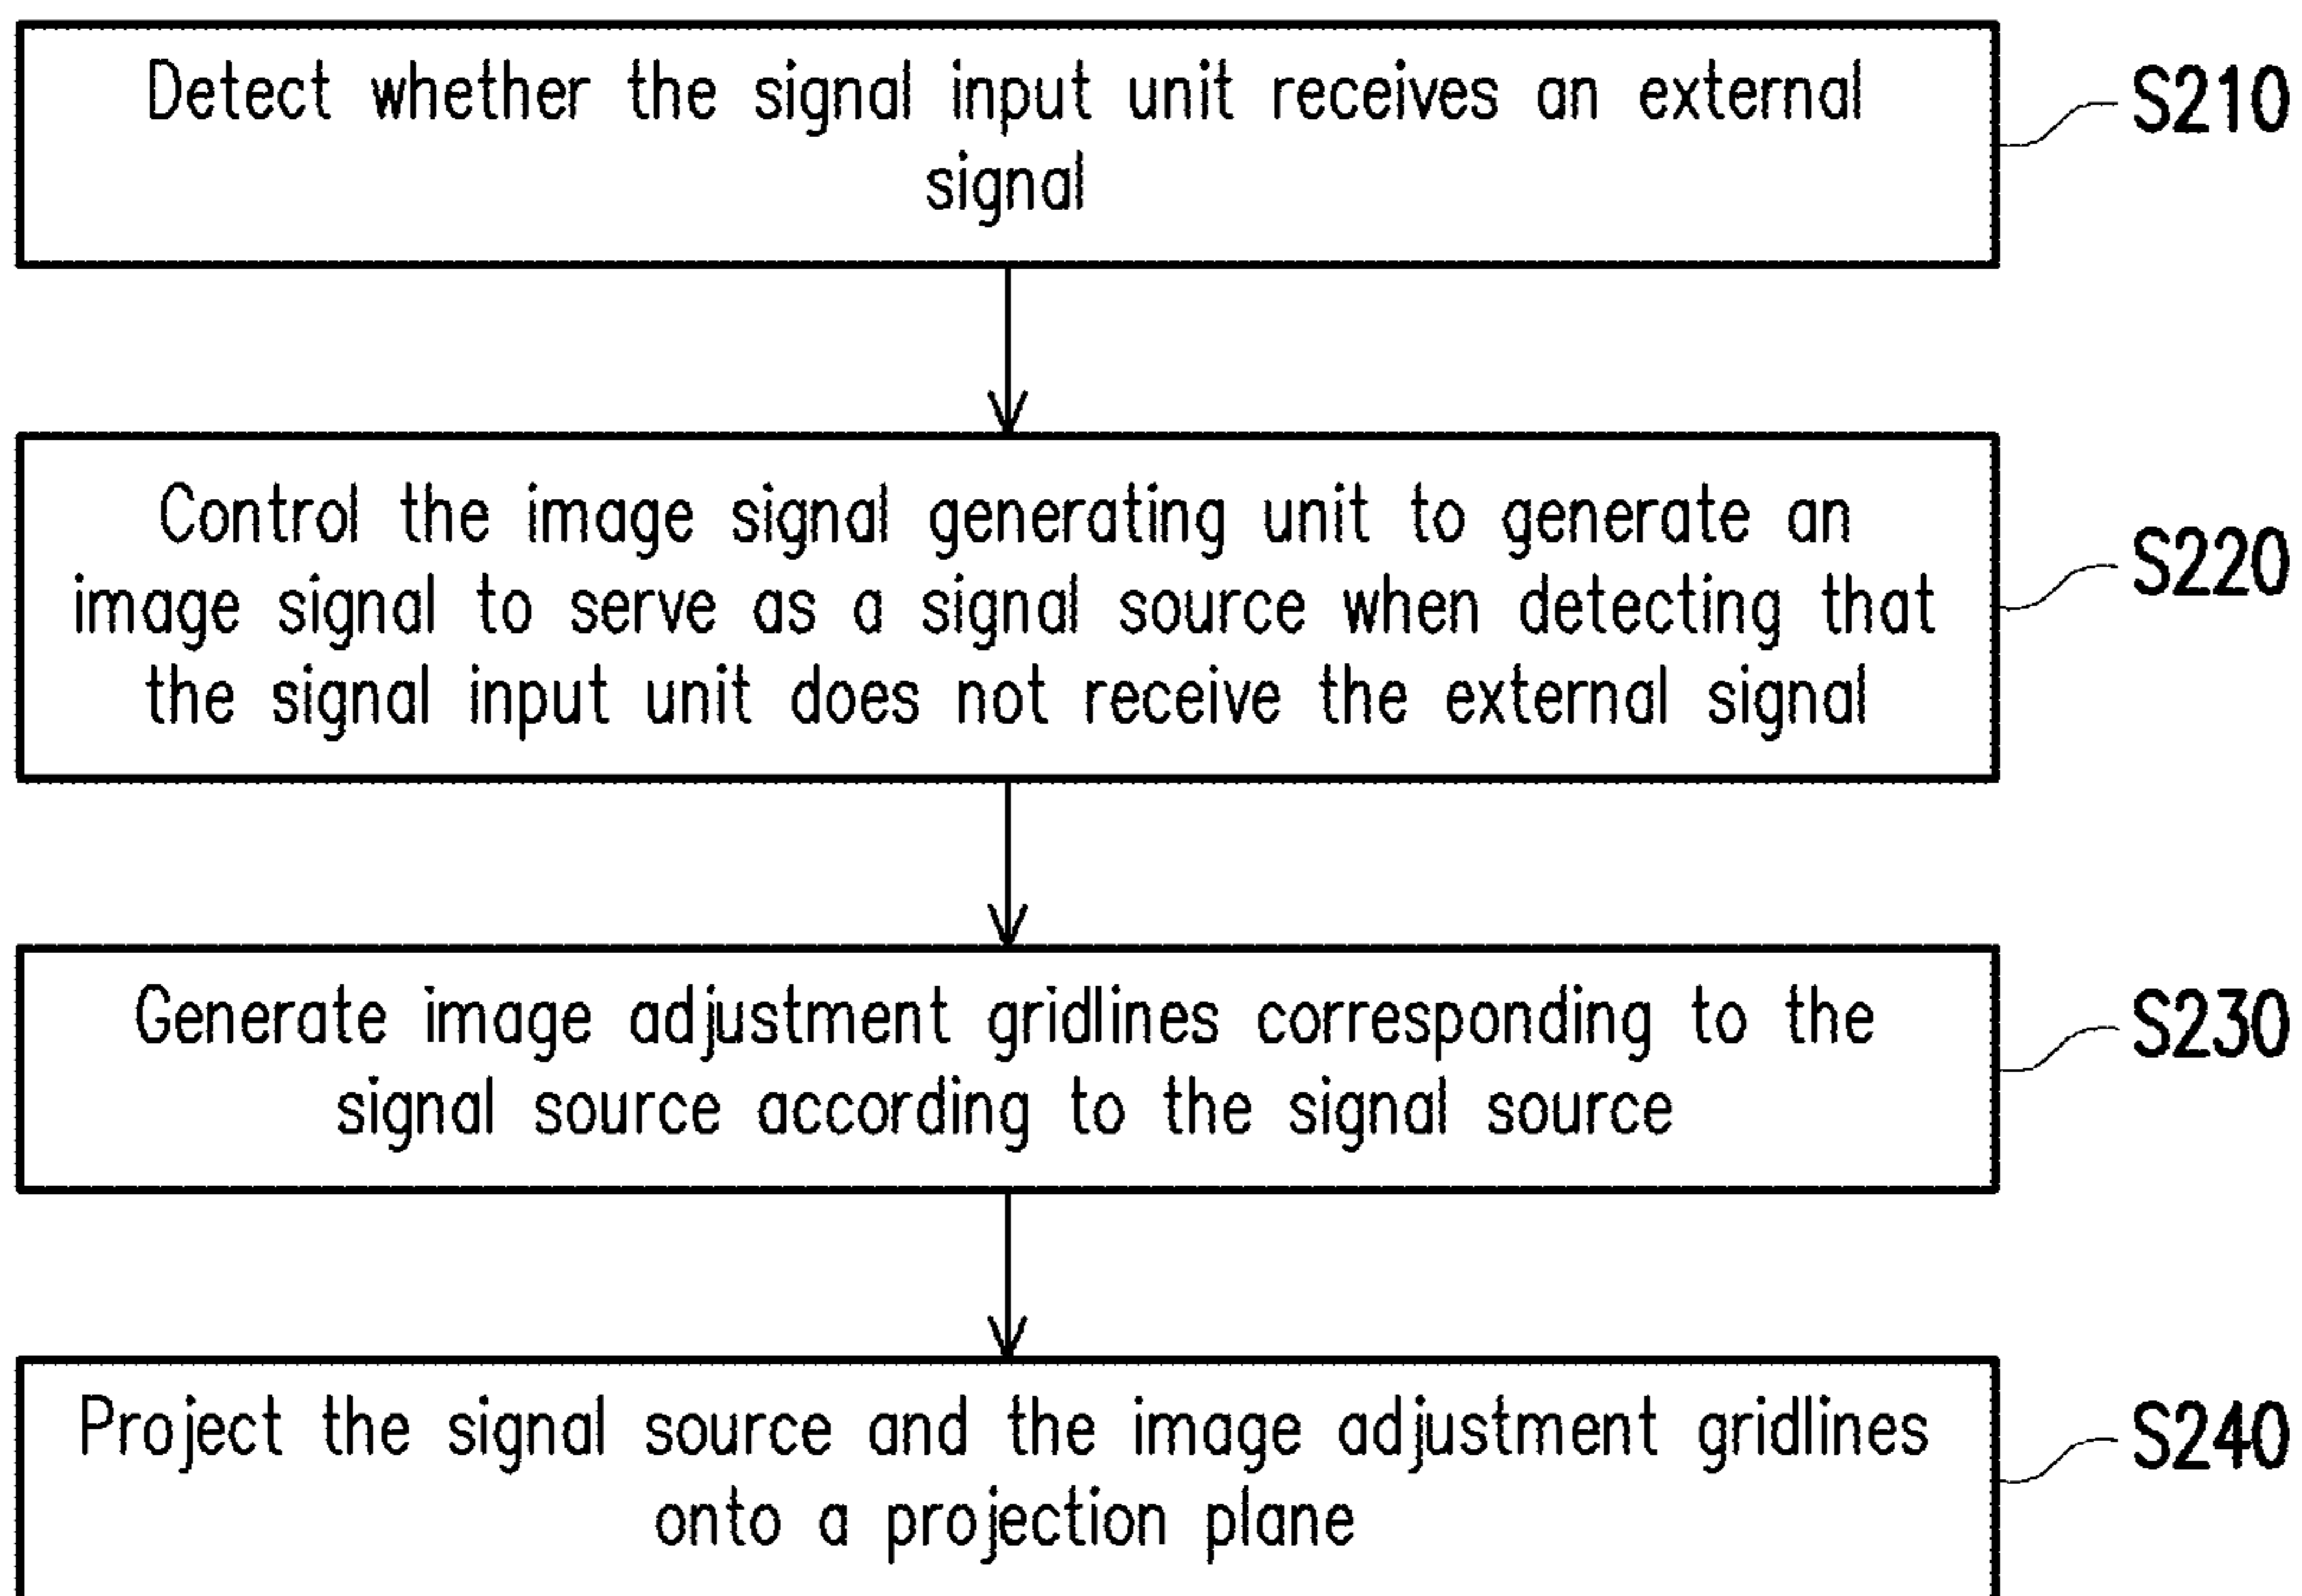 Detect whether the signal input unit receives an external
signal
S210
Control the image signal generating unit to generate an
image signal to serve as a signal source when detecting that
the signal input unit does not receive the external signal
S220
Generate image adjustment gridlines corresponding to the
signal source according to the signal source
S230
Project the signal source and the image adjustment gridlines
onto a projection plane
S240